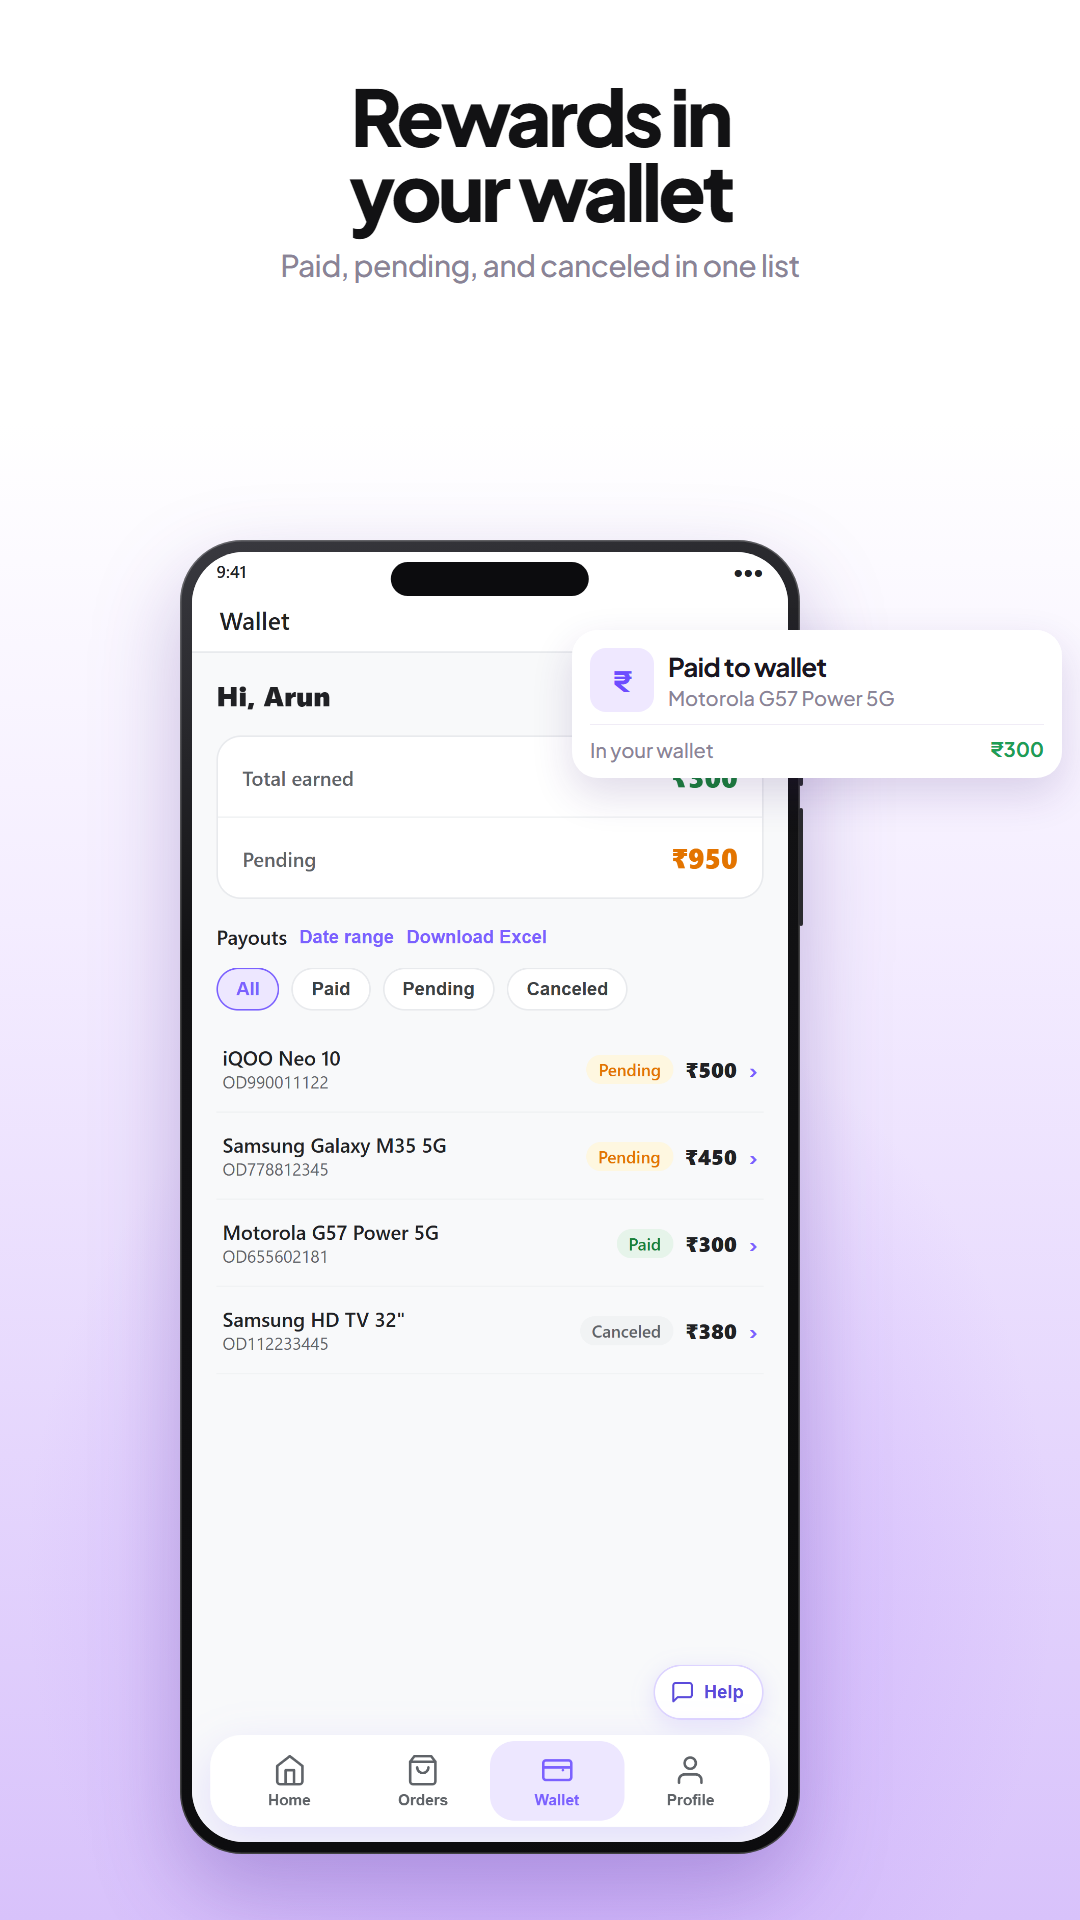 Rewards in
your wallet
Paid, pending, and canceled in one list
9:41
Wallet
Paid to wallet
Motorola G57 Power 5G
In your wallet ₹300
Hi, Arun
Total earned ₹300
Pending ₹950
Payouts Date range Download Excel
All Paid Pending Canceled
iQOO Neo 10
OD990011122
Pending ₹500 ›
Samsung Galaxy M35 5G
OD778812345
Pending ₹450 ›
Motorola G57 Power 5G
OD655602181
Paid ₹300 ›
Samsung HD TV 32"
OD112233445
Canceled ₹380 ›
Help
Home Orders Wallet Profile